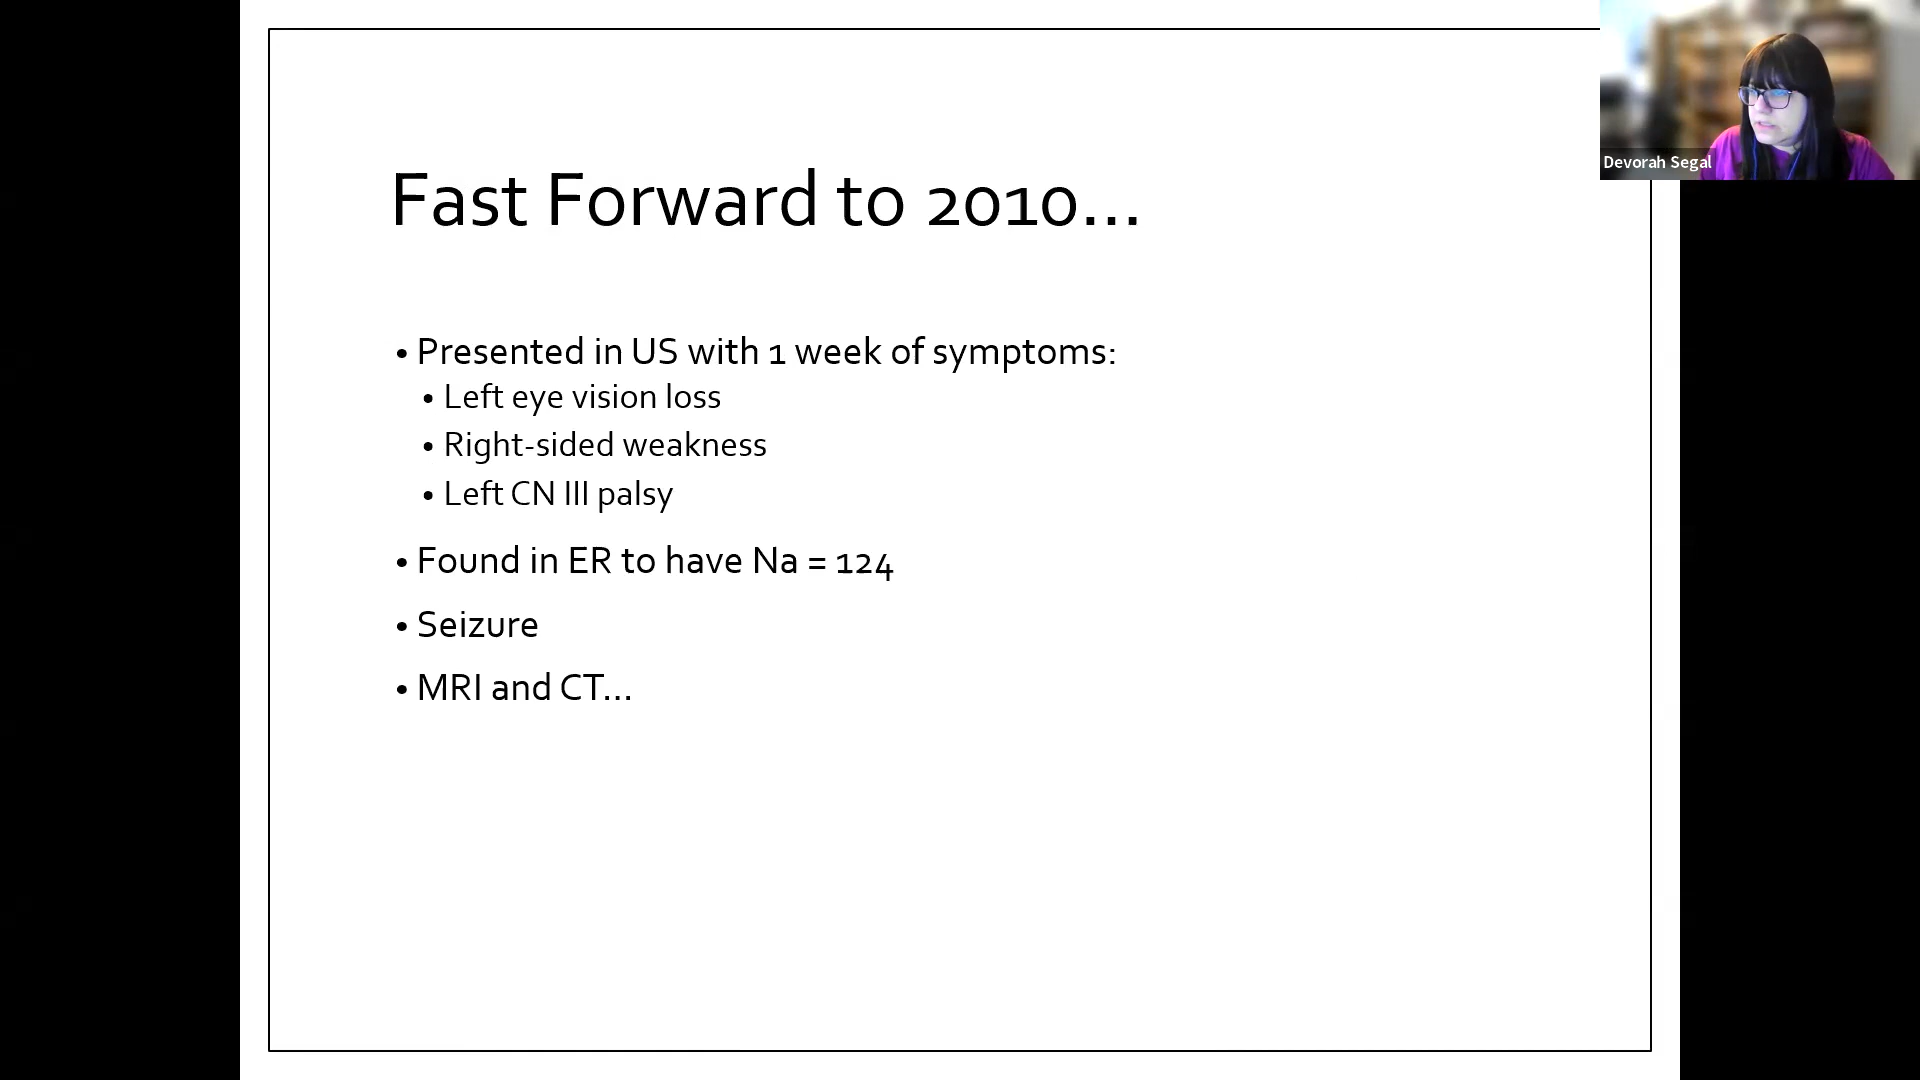 Devorah Segal
Fast Forward to 2010...
• Presented in US with 1 week of symptoms:
• Left eye vision loss
• Right-sided weakness
• Left CN III palsy
• Found in ER to have Na = 124
• Seizure
• MRI and CT...